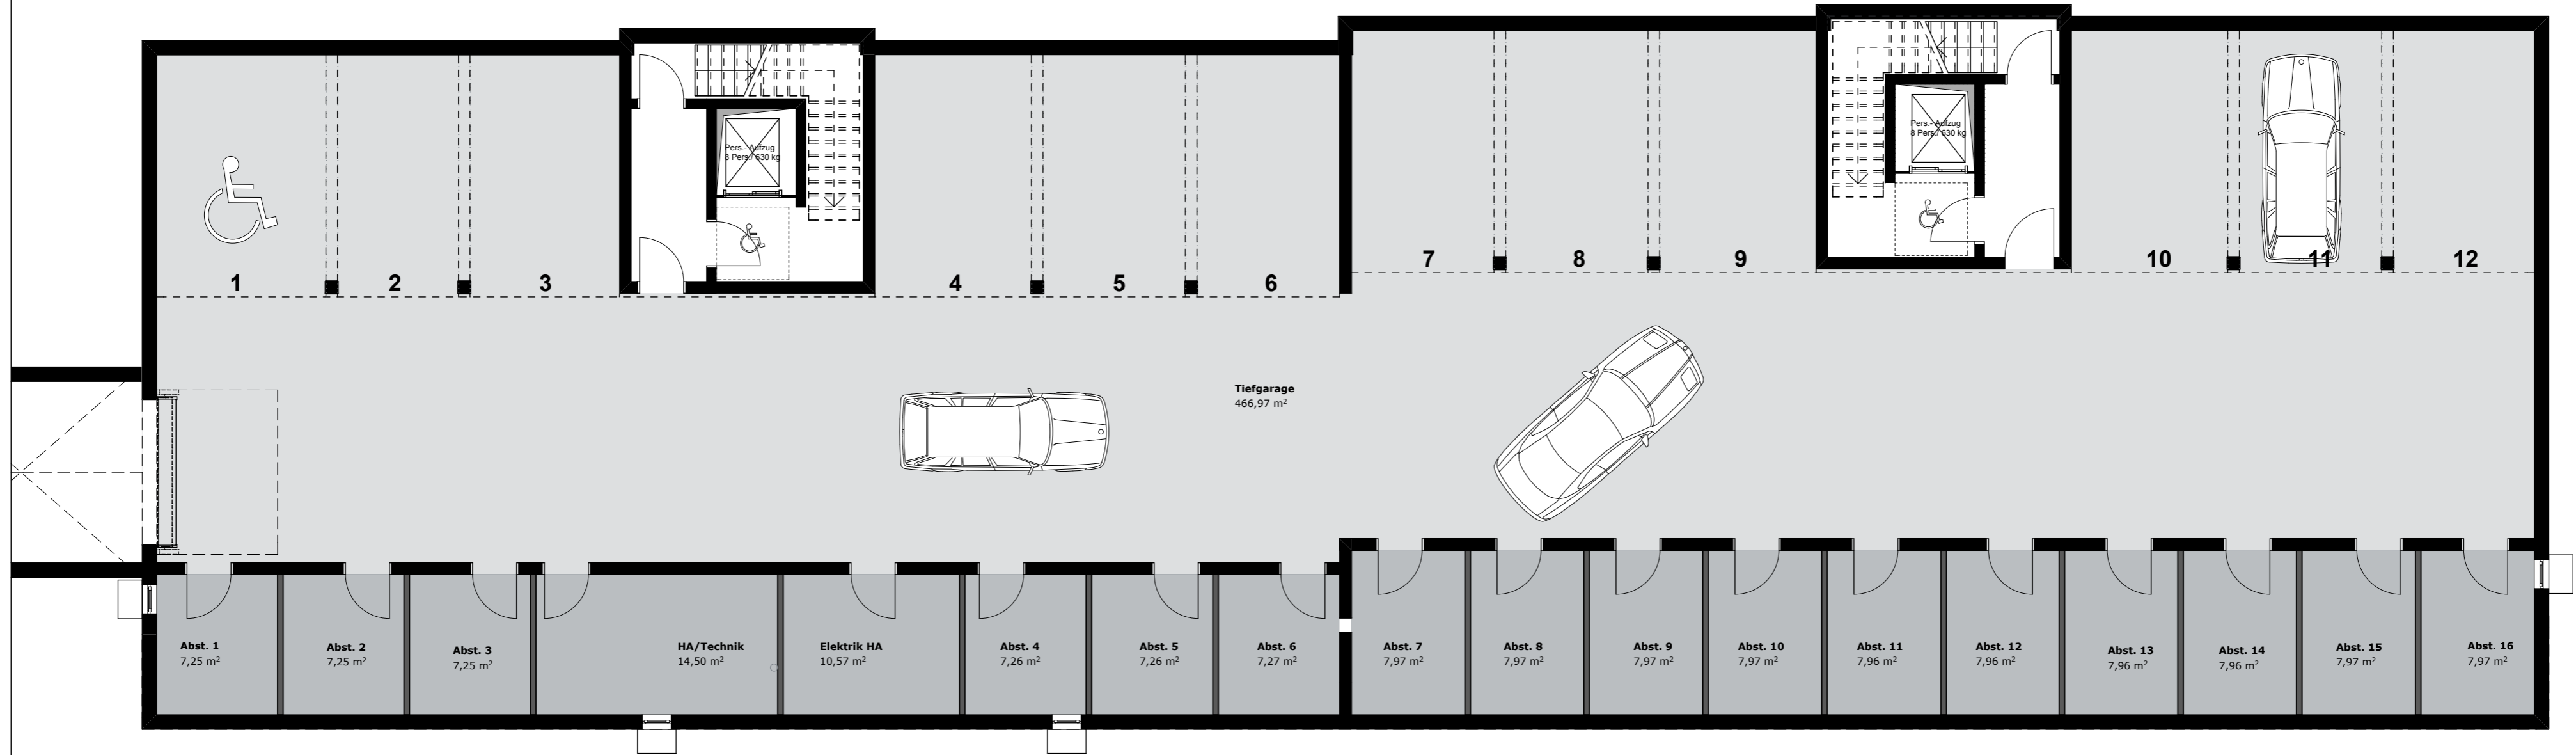 Pers.- Aufzug
8 Pers./ 630 kg
Pers.- Aufzug
8 Pers./ 630 kg
1
2
3
4
5
6
7
8
9
10
11
12
Tiefgarage
466,97 m²
Abst. 1
7,25 m²
Abst. 2
7,25 m²
Abst. 3
7,25 m²
HA/Technik
14,50 m²
Elektrik HA
10,57 m²
Abst. 4
7,26 m²
Abst. 5
7,26 m²
Abst. 6
7,27 m²
Abst. 7
7,97 m²
Abst. 8
7,97 m²
Abst. 9
7,97 m²
Abst. 10
7,97 m²
Abst. 11
7,96 m²
Abst. 12
7,96 m²
Abst. 13
7,96 m²
Abst. 14
7,96 m²
Abst. 15
7,97 m²
Abst. 16
7,97 m²